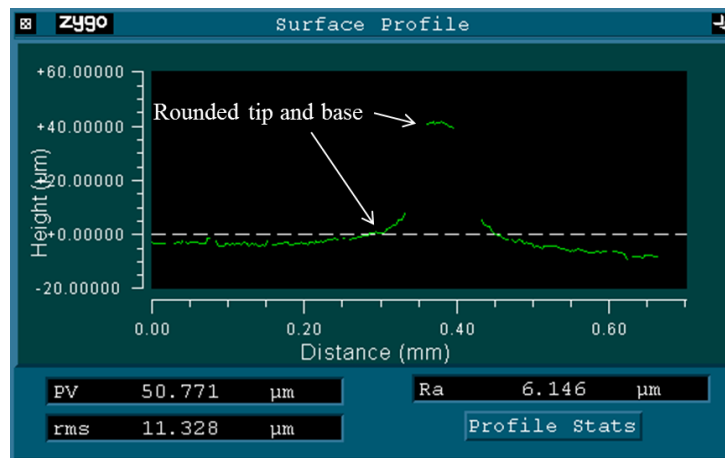 zygo Surface Profile
+60.00000
Rounded tip and base
+40.00000
+20.00000
+0.00000
-20.00000
Height (µm)
0.00 0.20 0.40 0.60
Distance (mm)
PV 50.771 µm
Ra 6.146 µm
rms 11.328 µm
Profile Stats